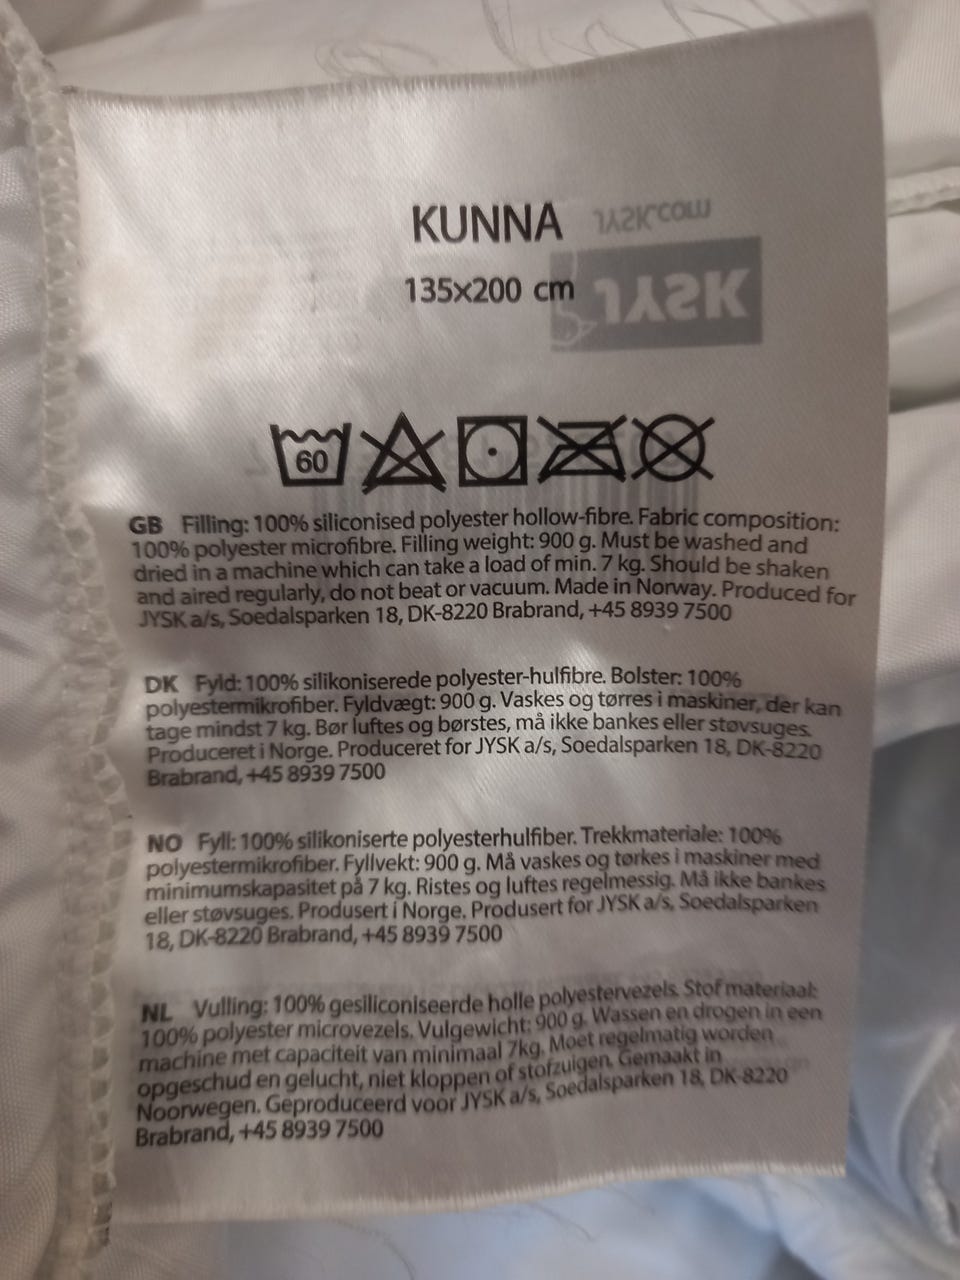 KUNNA
JYSK.COM
135x200 cm
JYSK
60
GB Filling: 100% siliconised polyester hollow-fibre. Fabric composition:
100% polyester microfibre. Filling weight: 900 g. Must be washed and
dried in a machine which can take a load of min. 7 kg. Should be shaken
and aired regularly, do not beat or vacuum. Made in Norway. Produced for
JYSK a/s, Soedalsparken 18, DK-8220 Brabrand, +45 8939 7500
DK Fyld: 100% silikoniserede polyester-hulfibre. Bolster: 100%
polyestermikrofiber. Fyldvægt: 900 g. Vaskes og tørres i maskiner, der kan
tage mindst 7 kg. Bør luftes og børstes, må ikke bankes eller støvsuges.
Produceret i Norge. Produceret for JYSK a/s, Soedalsparken 18, DK-8220
Brabrand, +45 8939 7500
NO Fyll: 100% silikoniserte polyesterhulfiber. Trekkmateriale: 100%
polyestermikrofiber. Fyllvekt: 900 g. Må vaskes og tørkes i maskiner med
minimumskapasitet på 7 kg. Ristes og luftes regelmessig. Må ikke bankes
eller støvsuges. Produsert i Norge. Produsert for JYSK a/s, Soedalsparken
18, DK-8220 Brabrand, +45 8939 7500
NL Vulling: 100% gesiliconiseerde holle polyestervezels. Stof materiaal:
100% polyester microvezels. Vulgewicht: 900 g. Wassen en drogen in een
machine met capaciteit van minimaal 7kg. Moet regelmatig worden
opgeschud en gelucht, niet kloppen of stofzuigen. Gemaakt in
Noorwegen. Geproduceerd voor JYSK a/s, Soedalsparken 18, DK-8220
Brabrand, +45 8939 7500